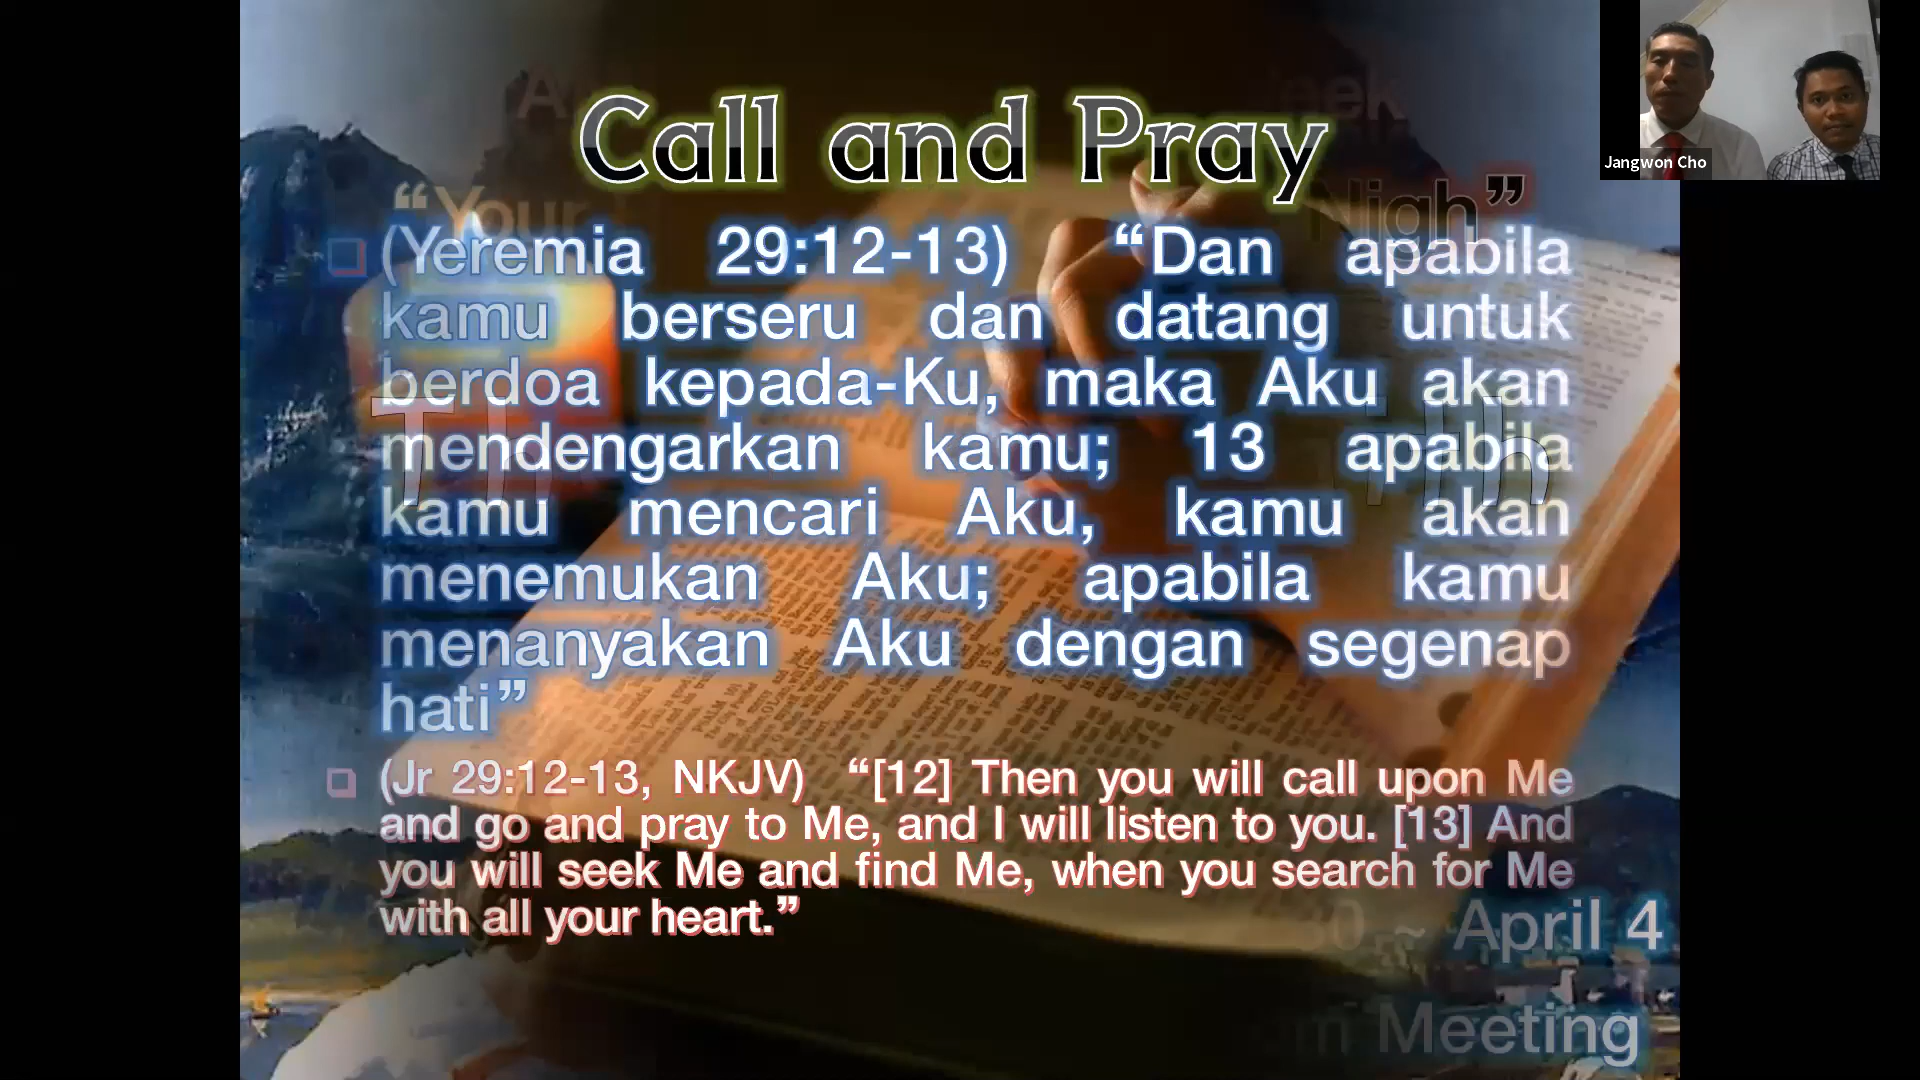 Call and Pray
Jangwon Cho
“Your
Nigh”
(Yeremia 29:12-13) “Dan apabila
kamu berseru dan datang untuk
berdoa kepada-Ku, maka Aku akan
mendengarkan kamu; 13 apabila
kamu mencari Aku, kamu akan
menemukan Aku; apabila kamu
menanyakan Aku dengan segenap
hati”
(Jr 29:12-13, NKJV) “[12] Then you will call upon Me
and go and pray to Me, and I will listen to you. [13] And
you will seek Me and find Me, when you search for Me
with all your heart.”
~ April 4
Meeting